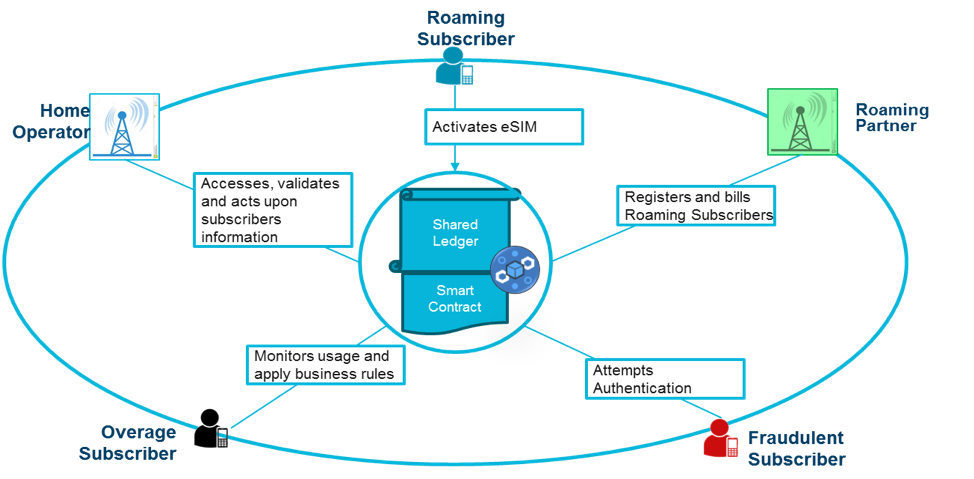 Roaming
Subscriber
Home
Operator
Roaming
Partner
Activates eSIM
Accesses, validates
and acts upon
subscribers
information
Registers and bills
Roaming Subscribers
Shared
Ledger
Smart
Contract
Monitors usage and
apply business rules
Attempts
Authentication
Overage
Subscriber
Fraudulent
Subscriber